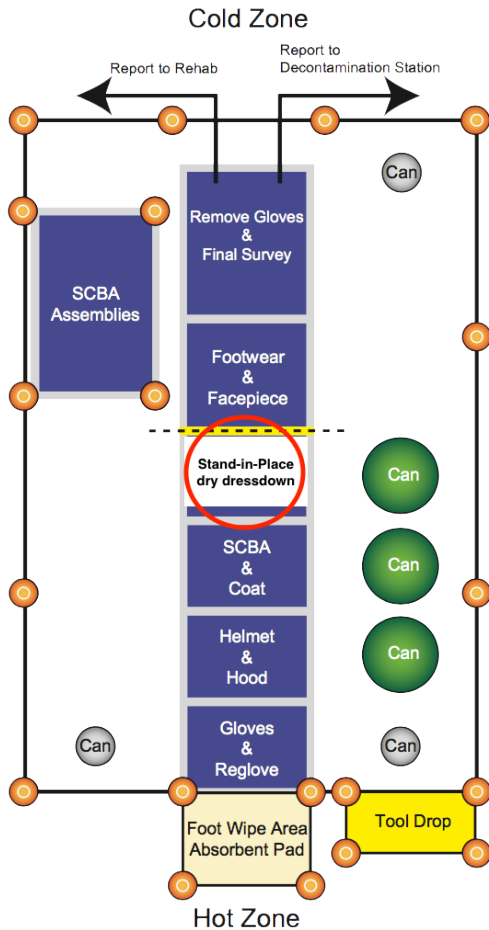 Cold Zone
Report to Rehab
Report to
Decontamination Station
Can
Remove Gloves
&
Final Survey
SCBA
Assemblies
Footwear
&
Facepiece
Stand-in-Place
dry dressdown
Can
SCBA
&
Coat
Can
Helmet
&
Hood
Can
Gloves
&
Reglove
Can
Can
Foot Wipe Area
Absorbent Pad
Tool Drop
Hot Zone